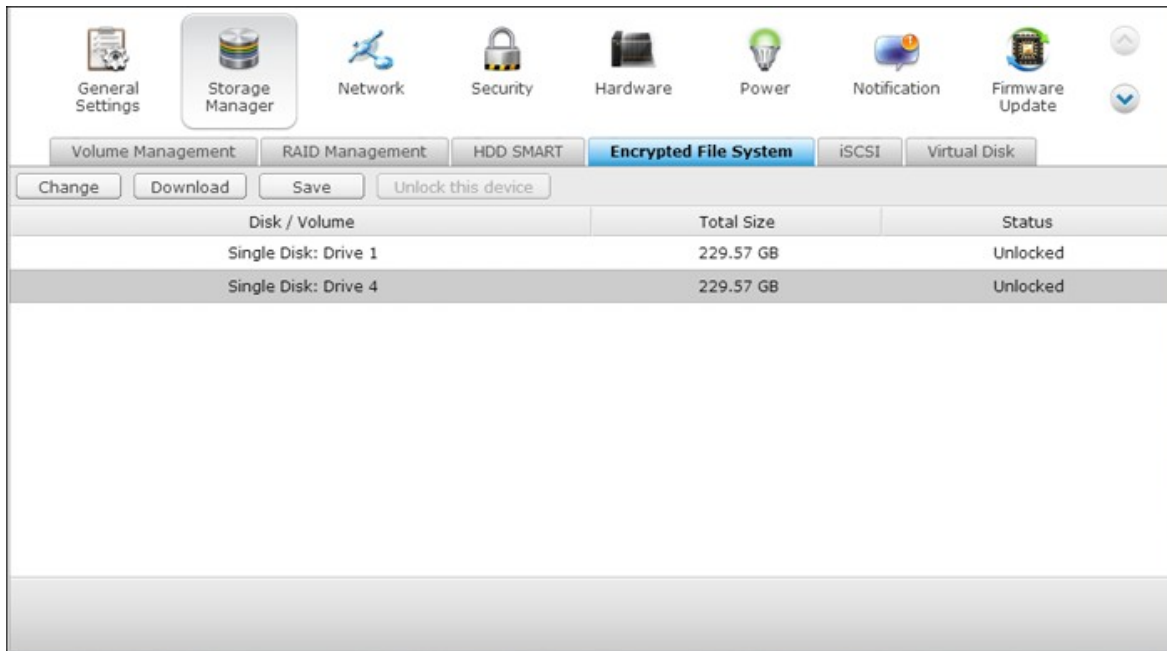 General Settings
Storage Manager
Network
Security
Hardware
Power
Notification
Firmware Update
Volume Management RAID Management HDD SMART Encrypted File System iSCSI Virtual Disk
Change Download Save Unlock this device
Disk / Volume Total Size Status
Single Disk: Drive 1 229.57 GB Unlocked
Single Disk: Drive 4 229.57 GB Unlocked